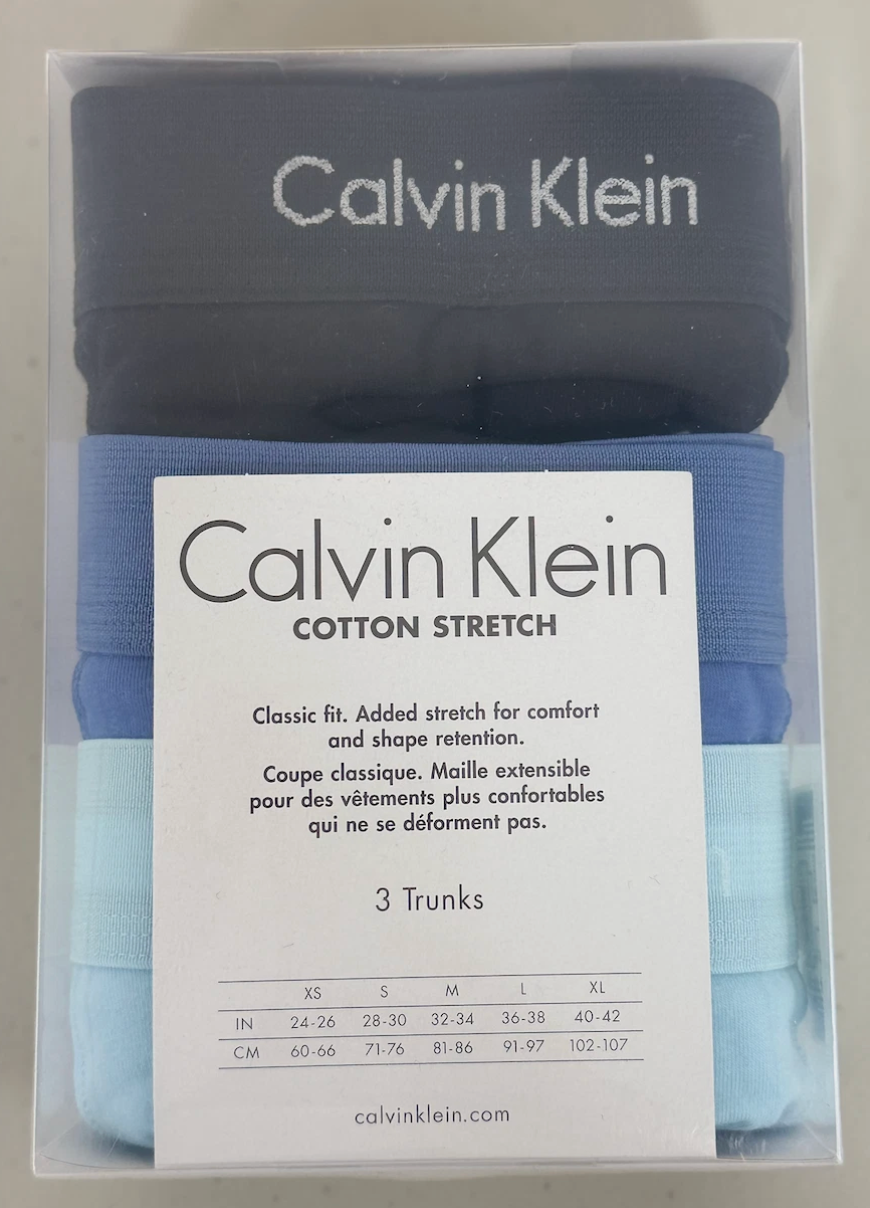 Calvin Klein
Calvin Klein
COTTON STRETCH
Classic fit. Added stretch for comfort
and shape retention.
Coupe classique. Maille extensible
pour des vêtements plus confortables
qui ne se déforment pas.
3 Trunks
XS S M L XL
IN 24-26 28-30 32-34 36-38 40-42
CM 60-66 71-76 81-86 91-97 102-107
calvinklein.com